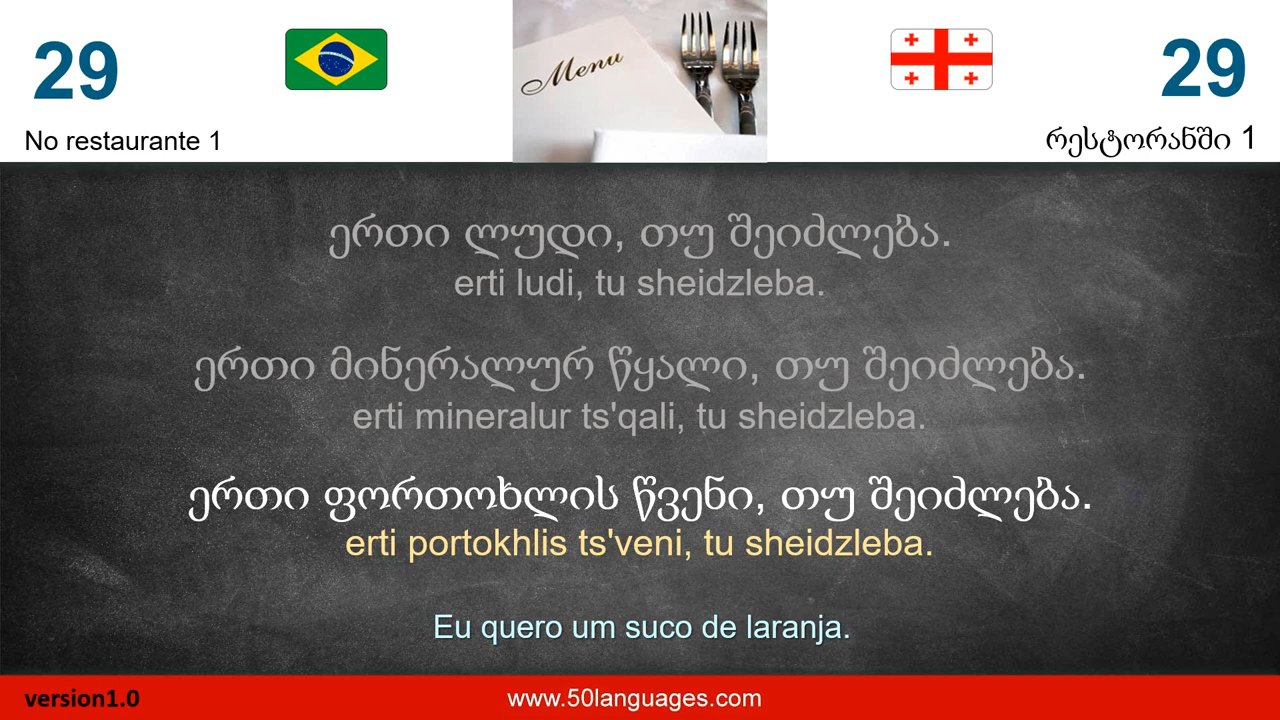 29
29
No restaurante 1
Menu
რესტორანში 1
ერთი ლუდი, თუ შეიძლება.
erti ludi, tu sheidzleba.
ერთი მინერალურ წყალი, თუ შეიძლება.
erti mineralur ts'qali, tu sheidzleba.
ერთი ფორთოხლის წვენი, თუ შეიძლება.
erti portokhlis ts'veni, tu sheidzleba.
Eu quero um suco de laranja.
version1.0
www.50languages.com